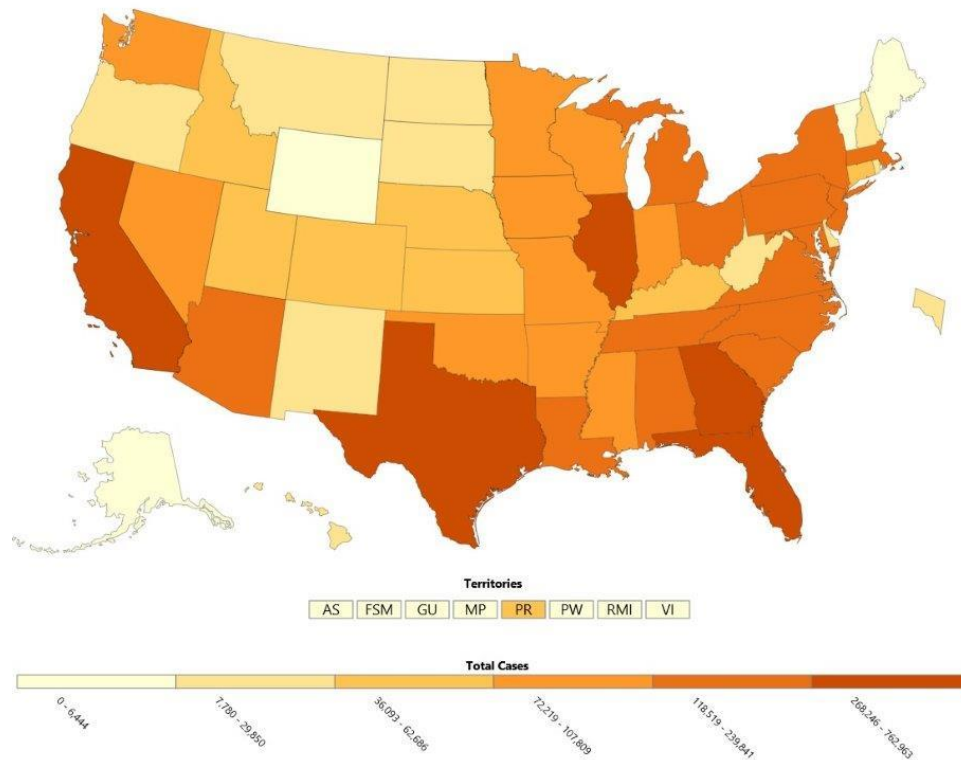 Territories
AS FSM GU MP PR PW RMI VI
Total Cases
0 - 6,444
7,780 - 29,850
36,093 - 62,686
72,219 - 107,809
118,519 - 239,841
268,246 - 762,963